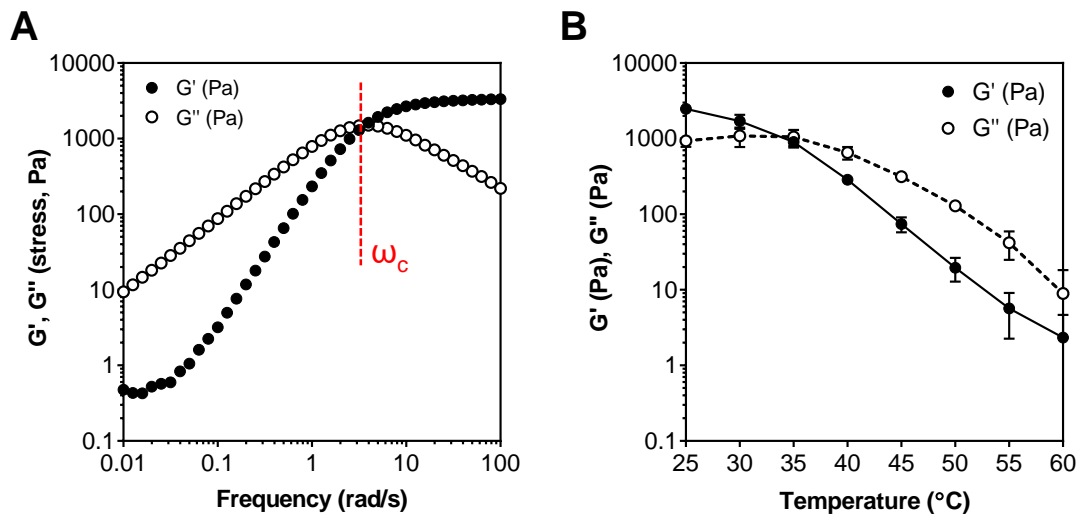 A
10000
1000
100
10
1
0.1
G', G" (stress, Pa)
G' (Pa)
G" (Pa)
ωc
0.01
0.1
1
10
100
Frequency (rad/s)
B
10000
1000
100
10
1
0.1
G' (Pa), G" (Pa)
G' (Pa)
G" (Pa)
25
30
35
40
45
50
55
60
Temperature (°C)